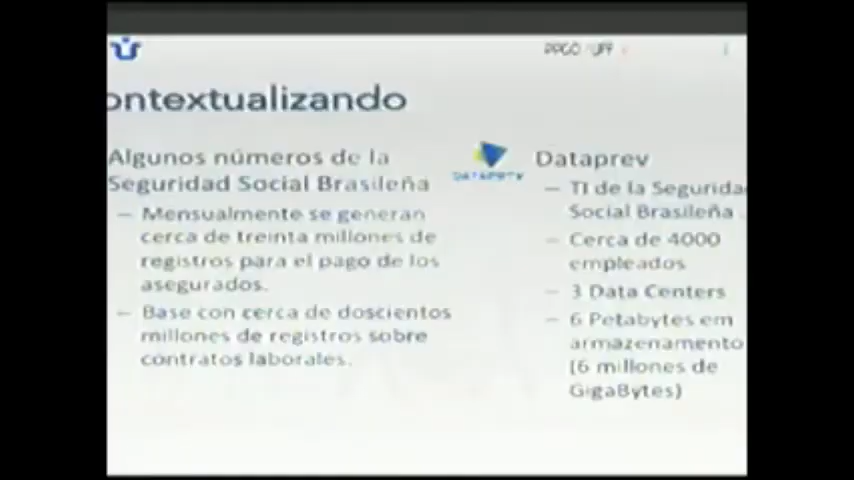 ontextualizando
Algunos números de la
Seguridad Social Brasileña
– Mensualmente se generan
cerca de treinta millones de
registros para el pago de los
asegurados.
– Base con cerca de doscientos
millones de registros sobre
contratos laborales.
DATAPREV
Dataprev
– TI de la Segurida
Social Brasileña
– Cerca de 4000
empleados
– 3 Data Centers
– 6 Petabytes em
armazenamento
(6 millones de
GigaBytes)